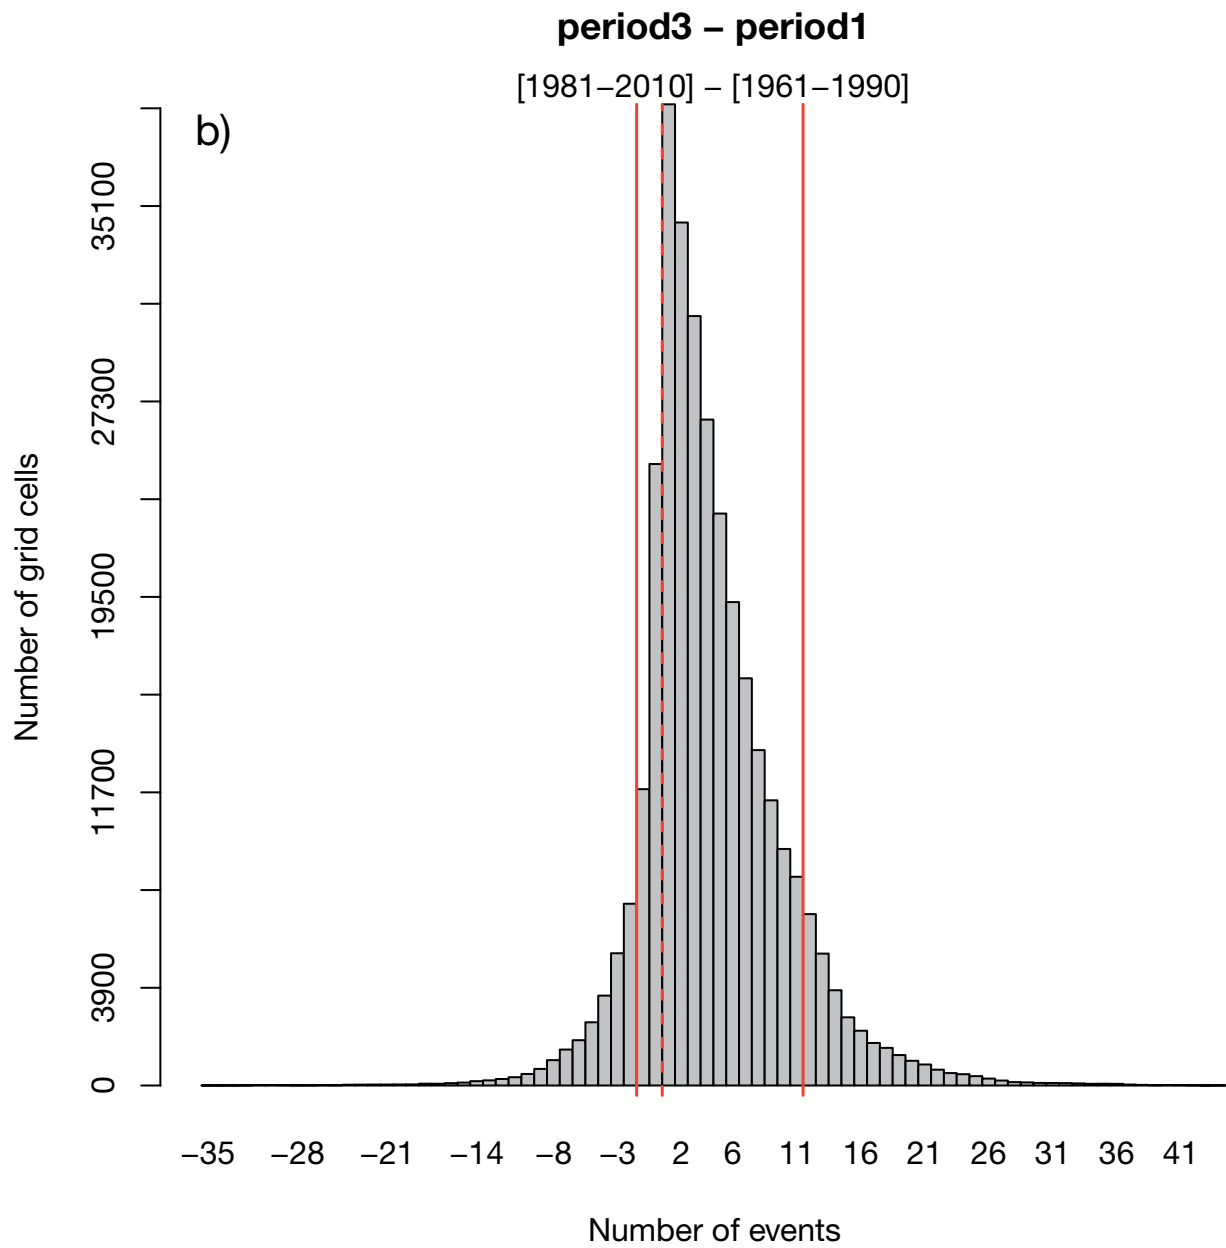 period3 – period1
[1981–2010] – [1961–1990]
b)
35100
27300
19500
11700
3900
0
Number of grid cells
–35 –28 –21 –14 –8 –3 2 6 11 16 21 26 31 36 41
Number of events